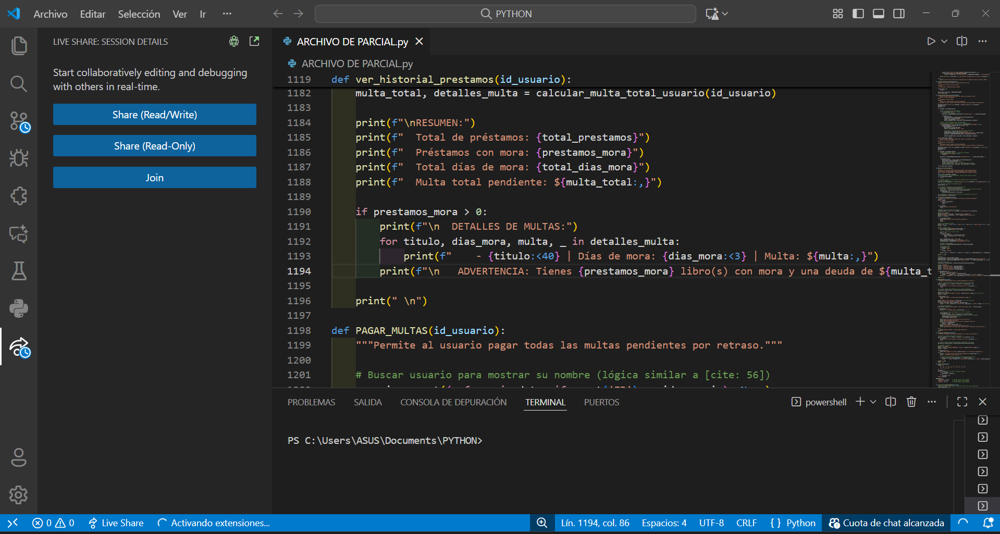 Archivo Editar Selección Ver Ir ··· PYTHON
LIVE SHARE: SESSION DETAILS
Start collaboratively editing and debugging
with others in real-time.
Share (Read/Write)
Share (Read-Only)
Join
ARCHIVO DE PARCIAL.py
ARCHIVO DE PARCIAL.py
1119 def ver_historial_prestamos(id_usuario):
1182 multa_total, detalles_multa = calcular_multa_total_usuario(id_usuario)
1183
1184 print(f"\nRESUMEN:")
1185 print(f"  Total de préstamos: {total_prestamos}")
1186 print(f"  Préstamos con mora: {prestamos_mora}")
1187 print(f"  Total días de mora: {total_dias_mora}")
1188 print(f"  Multa total pendiente: ${multa_total:,}")
1189
1190 if prestamos_mora > 0:
1191 print(f"\n  DETALLES DE MULTAS:")
1192 for titulo, dias_mora, multa, _ in detalles_multa:
1193 print(f"    - {titulo:<40} | Días de mora: {dias_mora:<3} | Multa: ${multa:,}")
1194 print(f"\n   ADVERTENCIA: Tienes {prestamos_mora} libro(s) con mora y una deuda de ${multa_t
1195
1196 print(" \n")
1197
1198 def PAGAR_MULTAS(id_usuario):
1199 """Permite al usuario pagar todas las multas pendientes por retraso."""
1200
1201 # Buscar usuario para mostrar su nombre (lógica similar a [cite: 56])
PROBLEMAS SALIDA CONSOLA DE DEPURACIÓN TERMINAL PUERTOS powershell
PS C:\Users\ASUS\Documents\PYTHON>
0 0 Live Share Activando extensiones... Lín. 1194, col. 86 Espacios: 4 UTF-8 CRLF { } Python Cuota de chat alcanzada